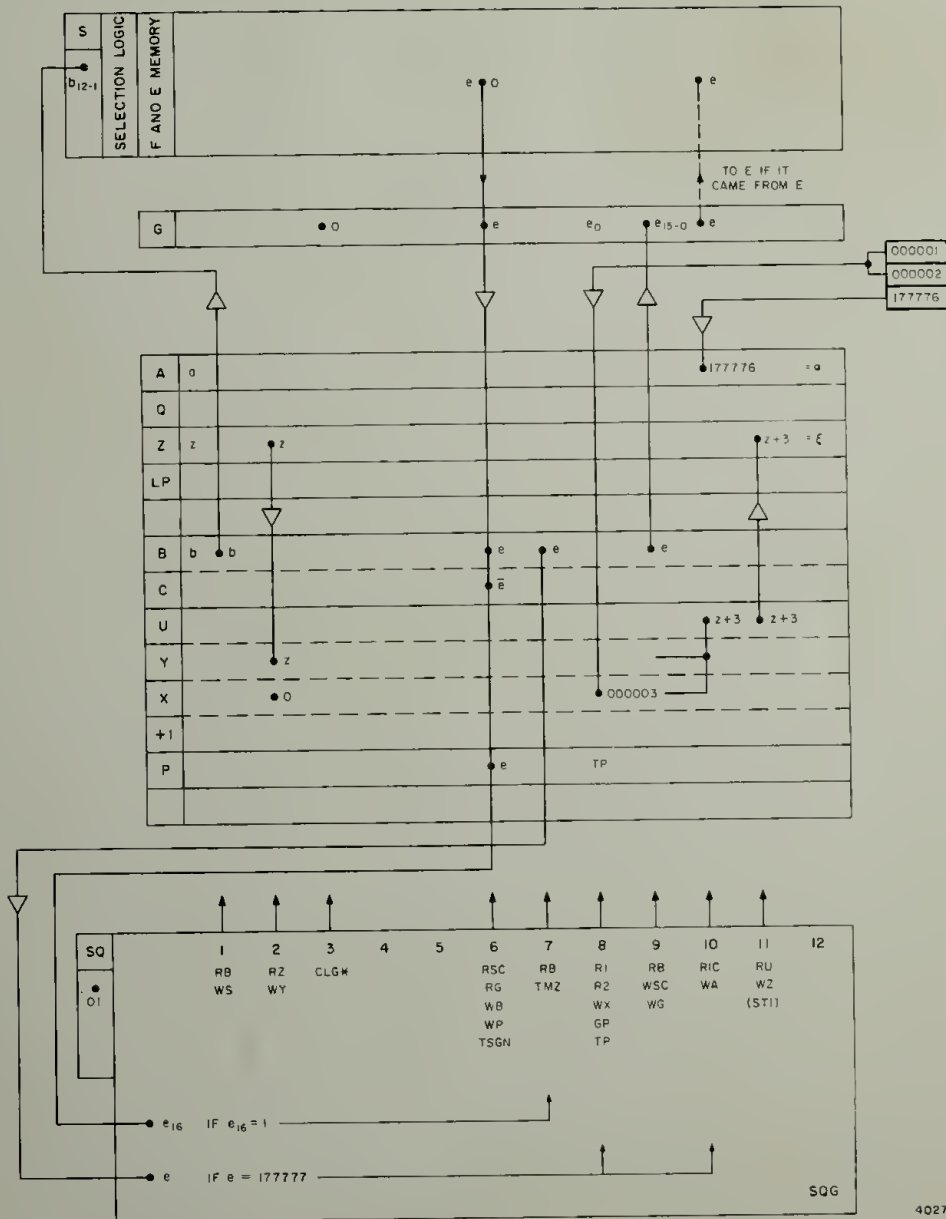 S
SELECTION LOGIC
F AND E MEMORY
b12-1
e 0
e
TO E IF IT
CAME FROM E
G
0
e
e0
e15-0
e
000001
000002
177776
A
a
177776
= a
Q
Z
z
z
z+3
= ξ
LP
B
b
b
e
e
e
C
e̅
U
z+3
z+3
Y
z
X
0
000003
+1
P
e
TP
SQ
01
1 2 3 4 5 6 7 8 9 10 11 12
RB RZ CLG* RSC RB R1 RB R1C RU
WS WY RG TMZ R2 WSC WA WZ
WB WX WG (ST1)
WP GP
TSGN TP
e16 IF e16 = 1
e IF e = 177777
SQG
4027